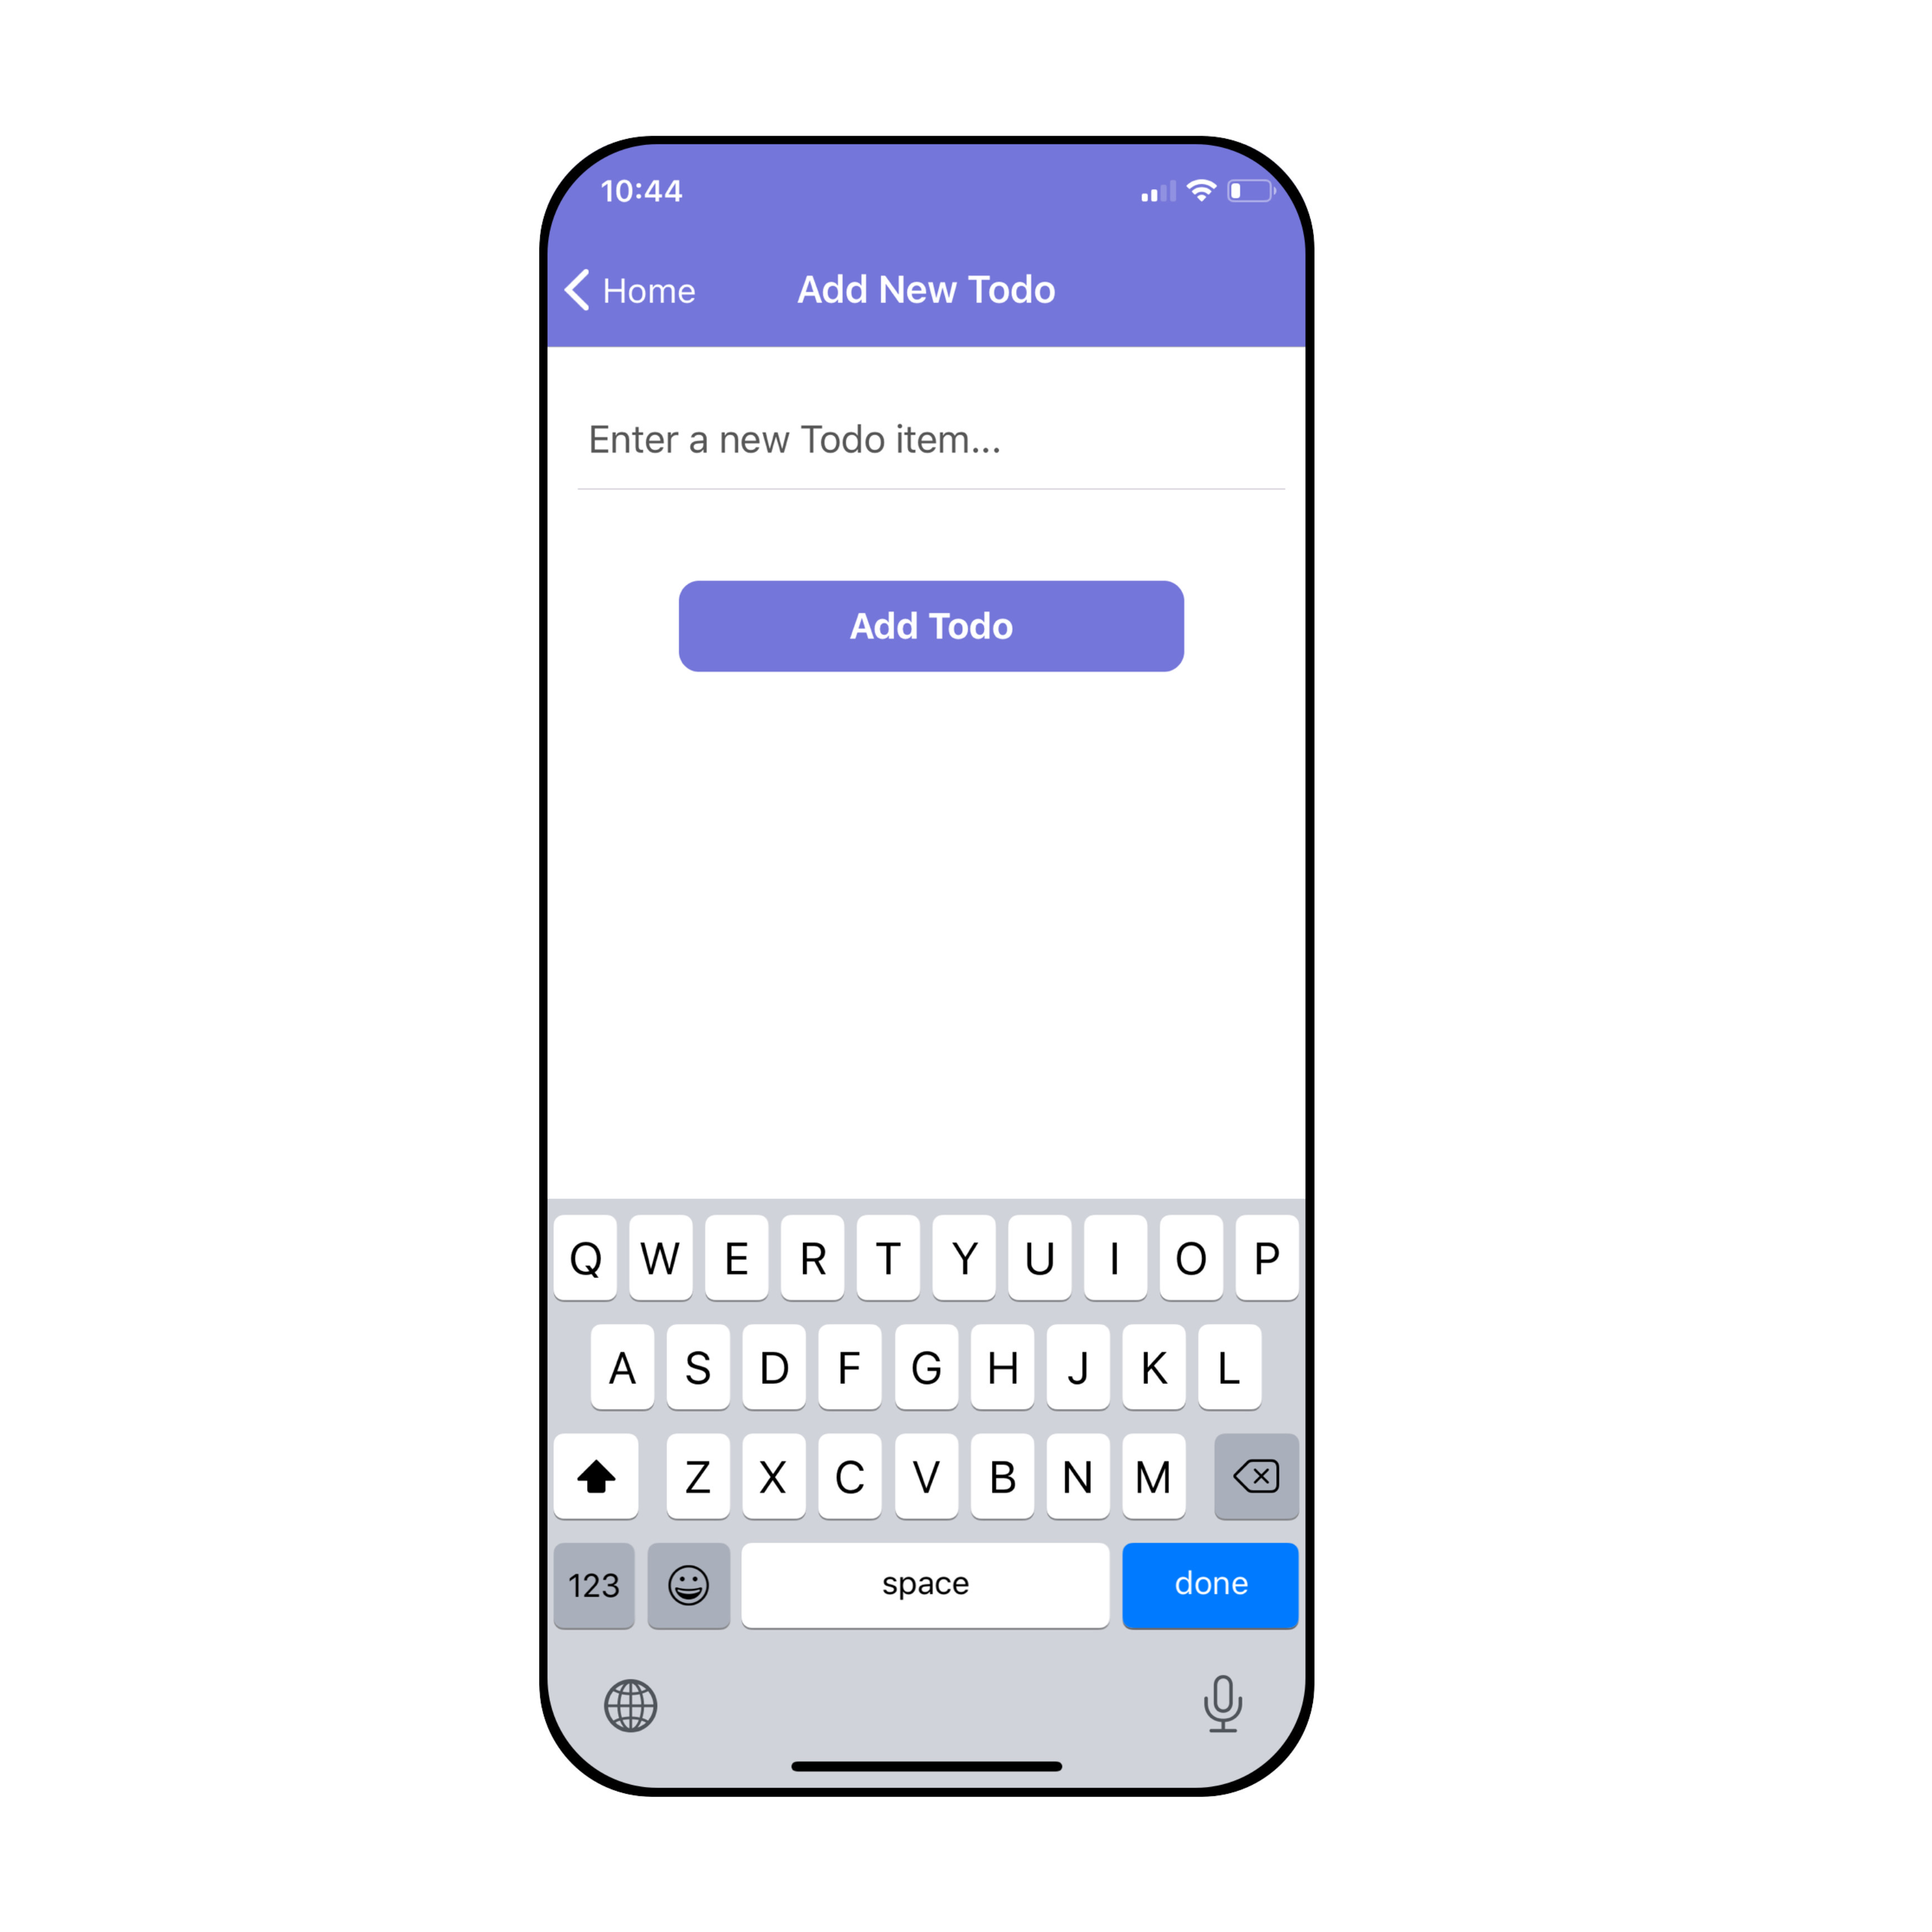 10:44
Home Add New Todo
Enter a new Todo item...
Add Todo
Q W E R T Y U I O P
A S D F G H J K L
Z X C V B N M
123 space done